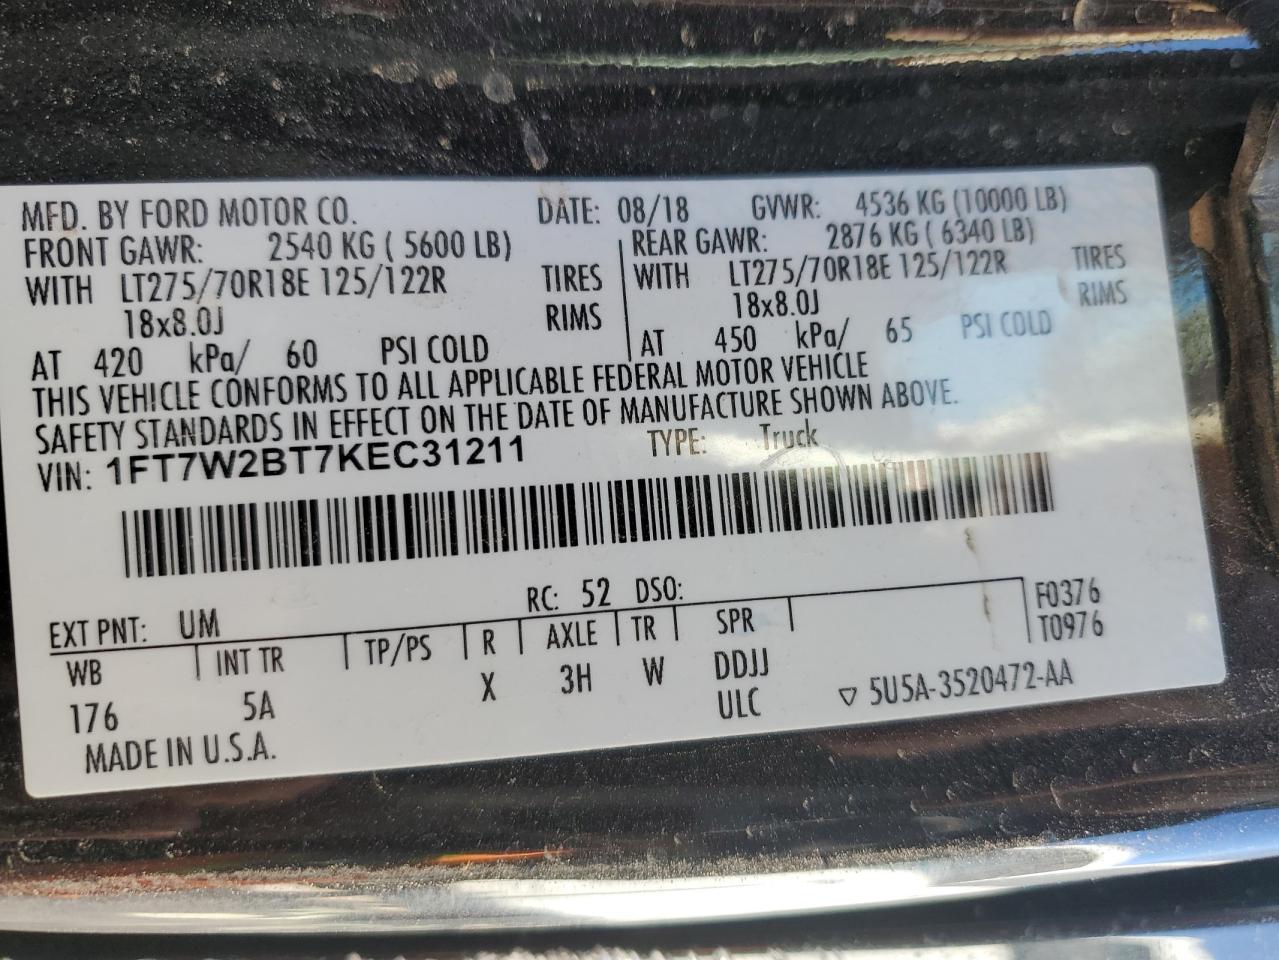 MFD. BY FORD MOTOR CO. DATE: 08/18 GVWR: 4536 KG (10000 LB)
FRONT GAWR: 2540 KG ( 5600 LB) REAR GAWR: 2876 KG ( 6340 LB)
WITH LT275/70R18E 125/122R TIRES WITH LT275/70R18E 125/122R TIRES
18x8.0J RIMS 18x8.0J RIMS
AT 420 kPa/ 60 PSI COLD AT 450 kPa/ 65 PSI COLD
THIS VEHICLE CONFORMS TO ALL APPLICABLE FEDERAL MOTOR VEHICLE
SAFETY STANDARDS IN EFFECT ON THE DATE OF MANUFACTURE SHOWN ABOVE.
VIN: 1FT7W2BT7KEC31211 TYPE: Truck
EXT PNT: UM RC: 52 DSO: F0376
WB INT TR TP/PS R AXLE TR SPR T0976
176 5A X 3H W DDJJ
ULC ▽ 5U5A-3520472-AA
MADE IN U.S.A.